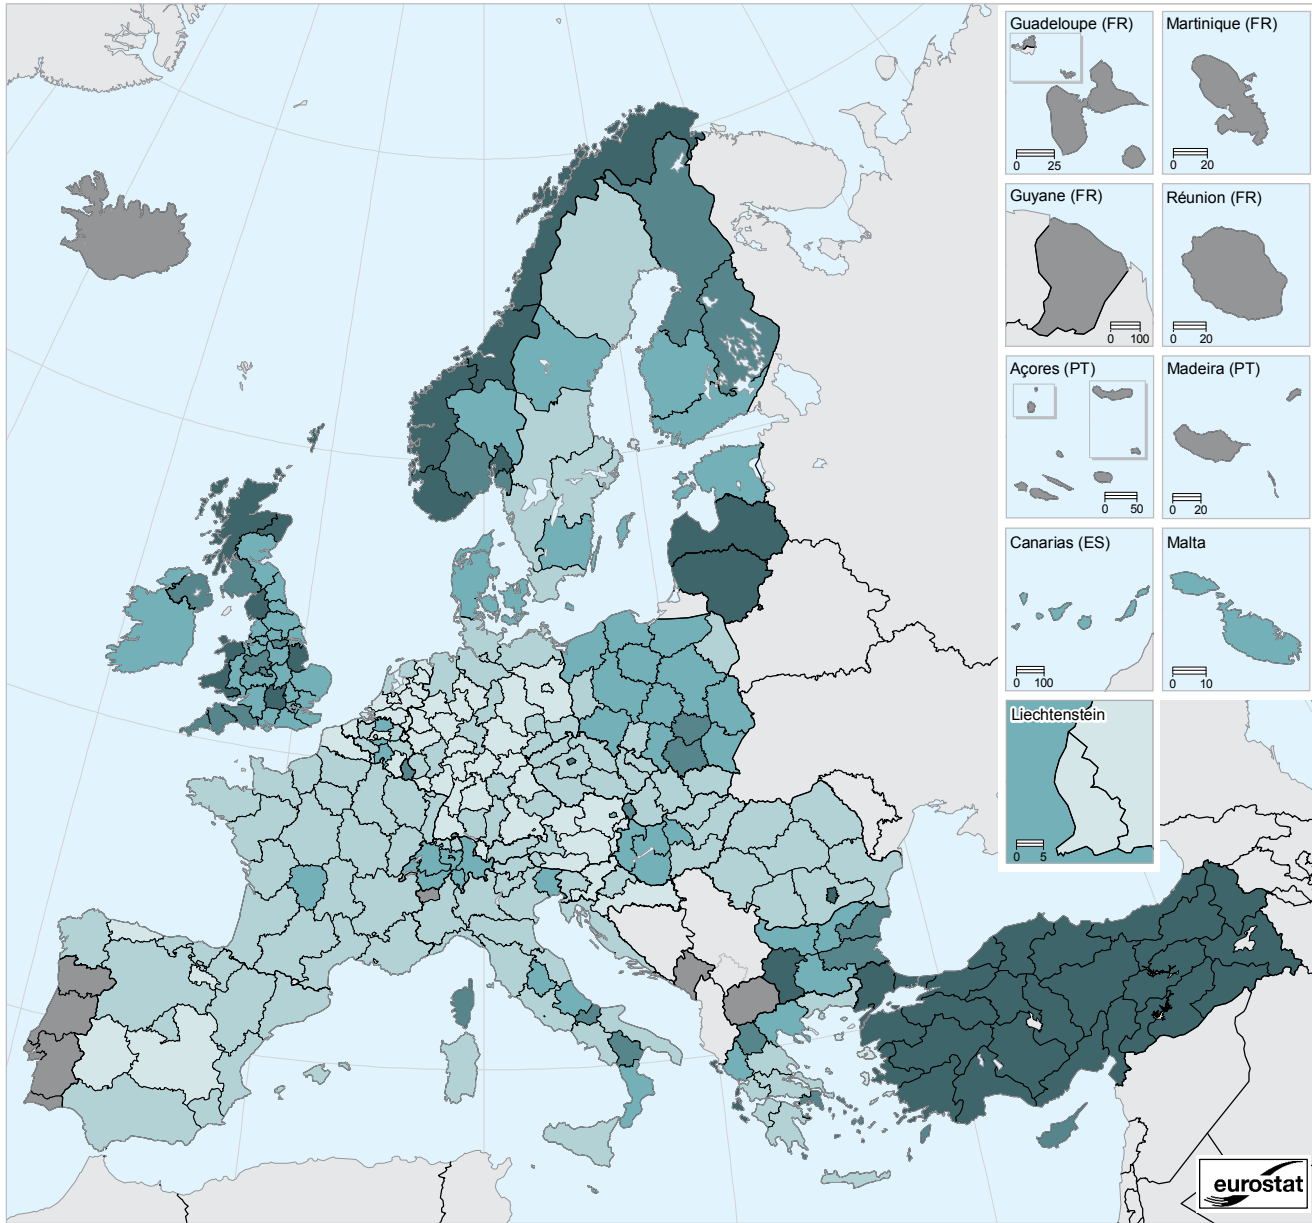 Guadeloupe (FR)
0 25
Martinique (FR)
0 20
Guyane (FR)
0 100
Réunion (FR)
0 20
Açores (PT)
0 50
Madeira (PT)
0 20
Canarias (ES)
0 100
Malta
0 10
Liechtenstein
0 5
eurostat